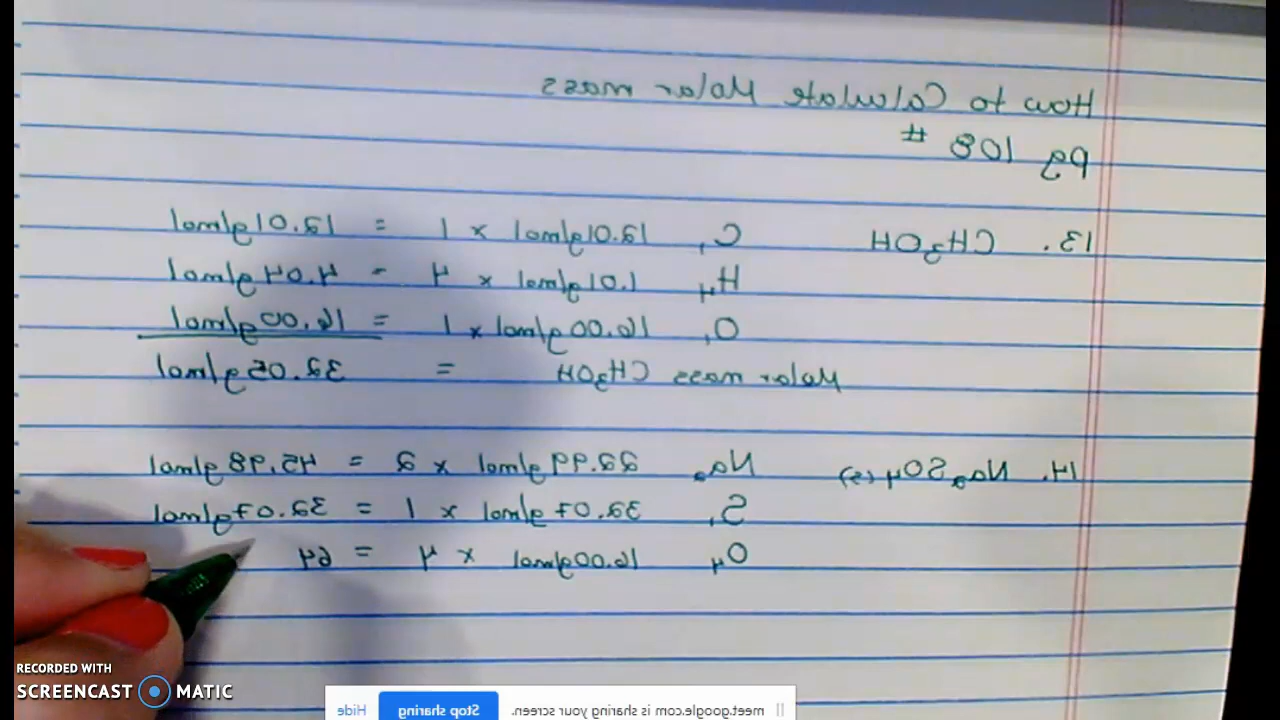 How to Calculate Molar mass
pg 108 #
13. CH₃OH C₁ 12.01g/mol x 1 = 12.01g/mol
H₄ 1.01g/mol x 4 = 4.04g/mol
O₁ 16.00g/mol x 1 = 16.00g/mol
Molar mass CH₃OH = 32.05g/mol
14. Na₂SO₄(s) Na₂ 22.99g/mol x 2 = 45.98g/mol
S₁ 32.07g/mol x 1 = 32.07g/mol
O₄ 16.00g/mol x 4 = 64
RECORDED WITH
SCREENCAST MATIC
meet.google.com is sharing your screen. Stop sharing Hide